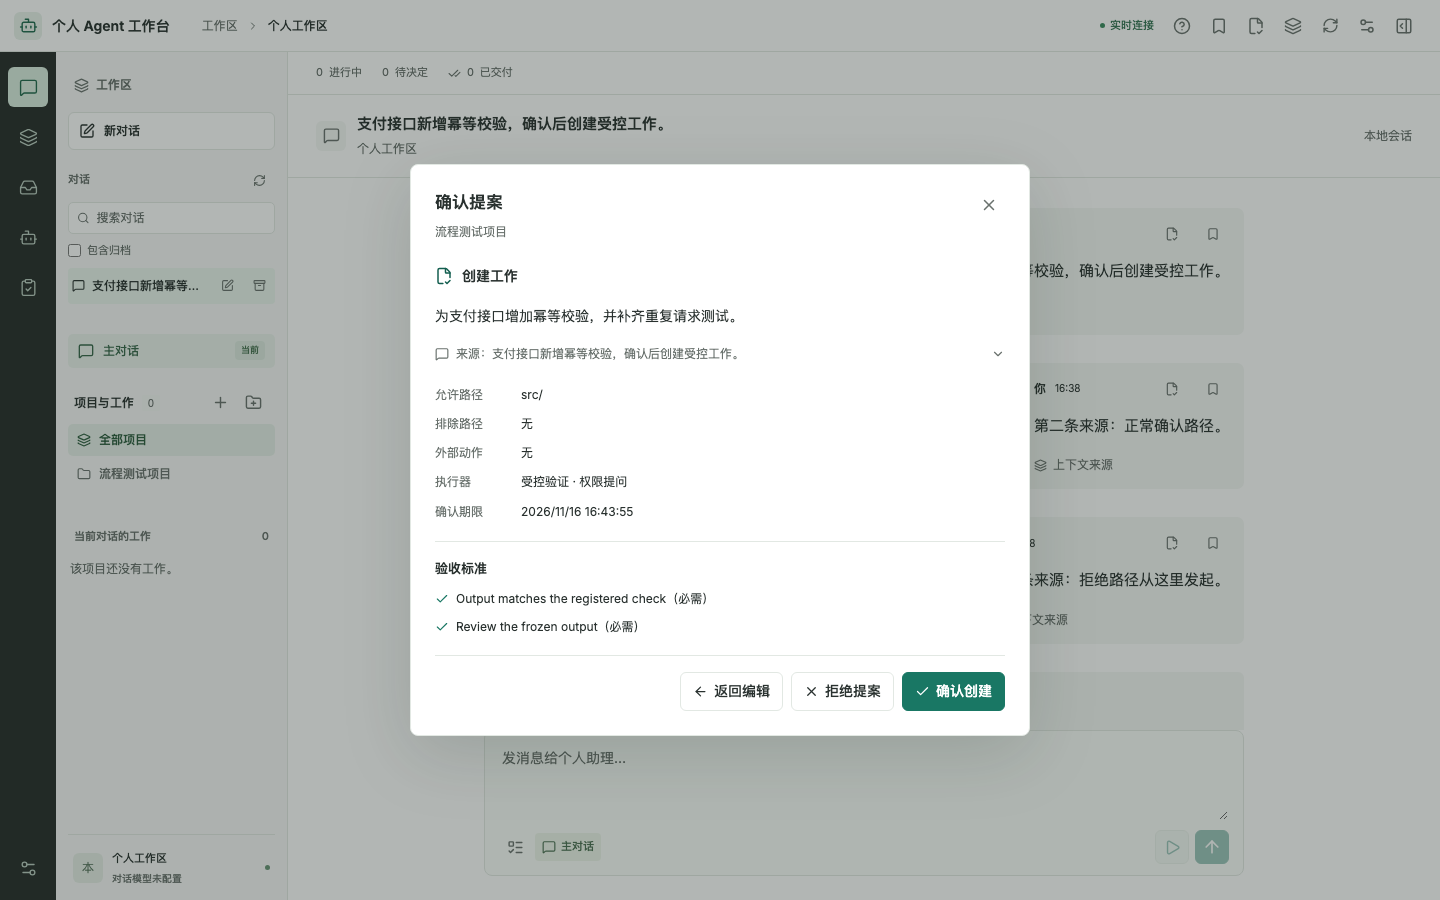 个人 Agent 工作台
工作区
个人工作区
实时连接
工作区
新对话
对话
搜索对话
包含归档
支付接口新增幂等...
主对话
当前
项目与工作 0
全部项目
流程测试项目
当前对话的工作 0
该项目还没有工作。
本
个人工作区
对话模型未配置
0 进行中
0 待决定
0 已交付
支付接口新增幂等校验，确认后创建受控工作。
个人工作区
本地会话
校验，确认后创建受控工作。
你 16:38
第二条来源：正常确认路径。
上下文来源
来源：拒绝路径从这里发起。
文来源
确认提案
流程测试项目
创建工作
为支付接口增加幂等校验，并补齐重复请求测试。
来源：支付接口新增幂等校验，确认后创建受控工作。
允许路径 src/
排除路径 无
外部动作 无
执行器 受控验证 · 权限提问
确认期限 2026/11/16 16:43:55
验收标准
Output matches the registered check（必需）
Review the frozen output（必需）
返回编辑
拒绝提案
确认创建
发消息给个人助理...
主对话